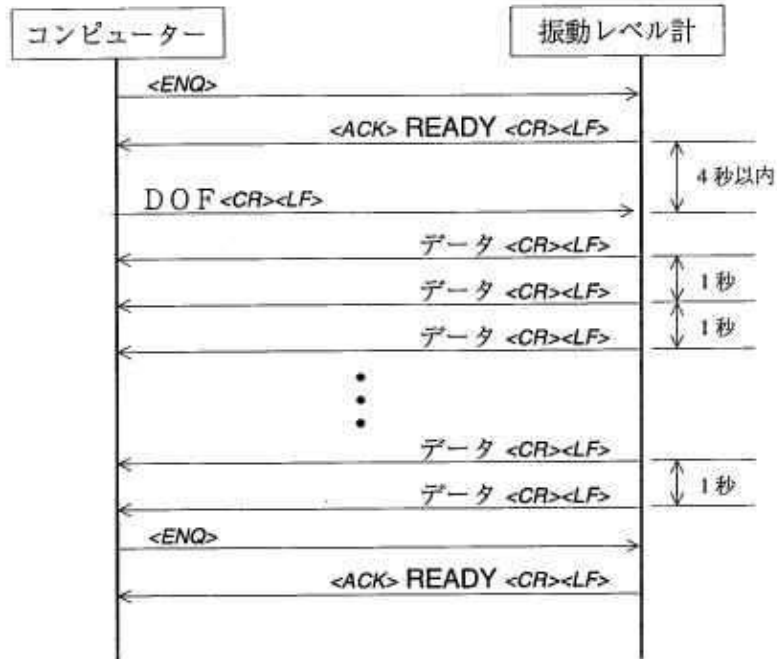 コンピューター
振動レベル計
<ENQ>
<ACK> READY <CR><LF>
4秒以内
DOF<CR><LF>
データ <CR><LF>
1秒
データ <CR><LF>
1秒
データ <CR><LF>
データ <CR><LF>
1秒
データ <CR><LF>
<ENQ>
<ACK> READY <CR><LF>